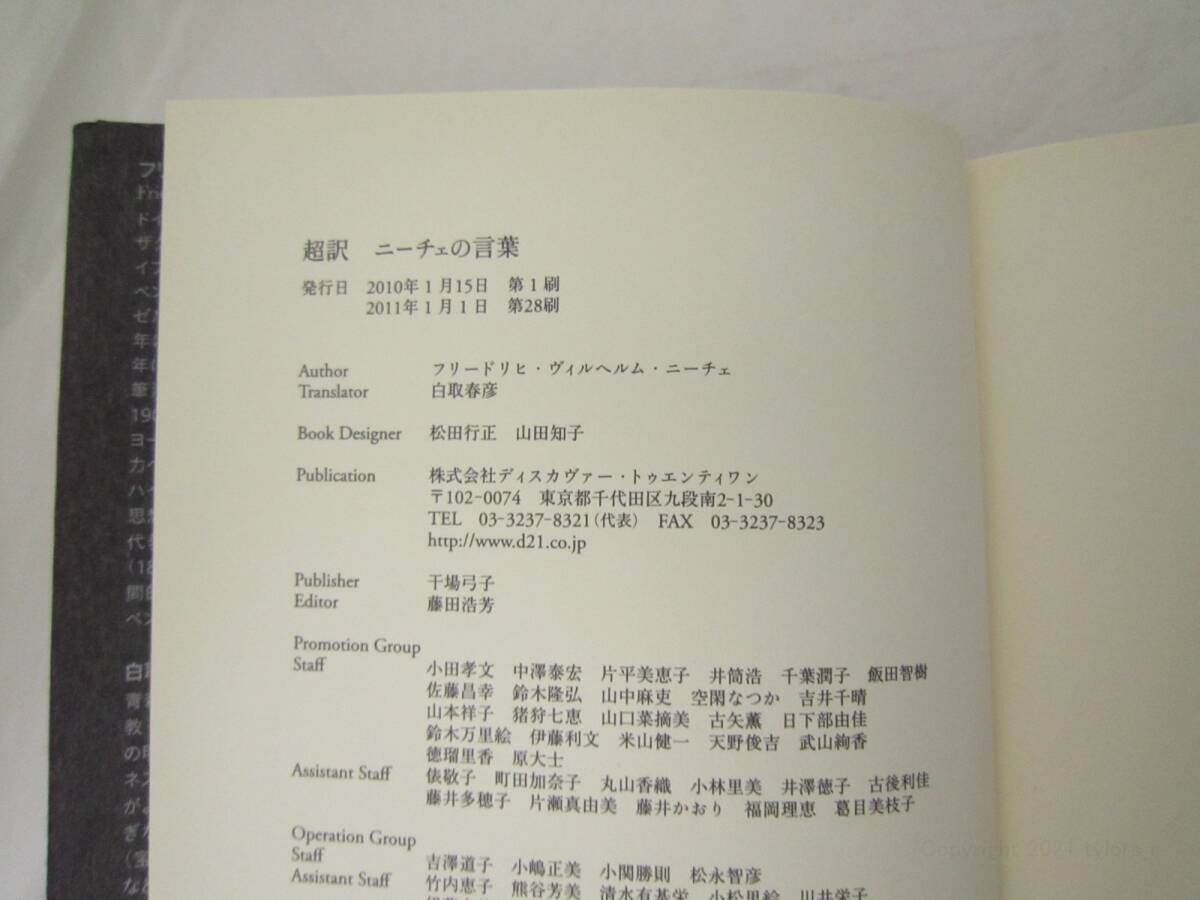 超訳 ニーチェの言葉
発行日 2010年1月15日 第1刷
2011年1月1日 第28刷
Author フリードリヒ・ヴィルヘルム・ニーチェ
Translator 白取春彦
Book Designer 松田行正 山田知子
Publication 株式会社ディスカヴァー・トゥエンティワン
〒102-0074 東京都千代田区九段南2-1-30
TEL 03-3237-8321(代表) FAX 03-3237-8323
http://www.d21.co.jp
Publisher 干場弓子
Editor 藤田浩芳
Promotion Group
Staff 小田孝文 中澤泰宏 片平美恵子 井筒浩 千葉潤子 飯田智樹
佐藤昌幸 鈴木隆弘 山中麻吏 空閑なつか 吉井千晴
山本祥子 猪狩七恵 山口菜摘美 古矢薫 日下部由佳
鈴木万里絵 伊藤利文 米山健一 天野俊吉 武山絢香
徳瑠里香 原大士
Assistant Staff 俵敬子 町田加奈子 丸山香織 小林里美 井澤徳子 古後利佳
藤井多穂子 片瀬真由美 藤井かおり 福岡理恵 葛目美枝子
Operation Group
Staff 吉澤道子 小嶋正美 小関勝則 松永智彦
Assistant Staff 竹内恵子 熊谷芳美 清水有基栄 小松里絵 川井栄子